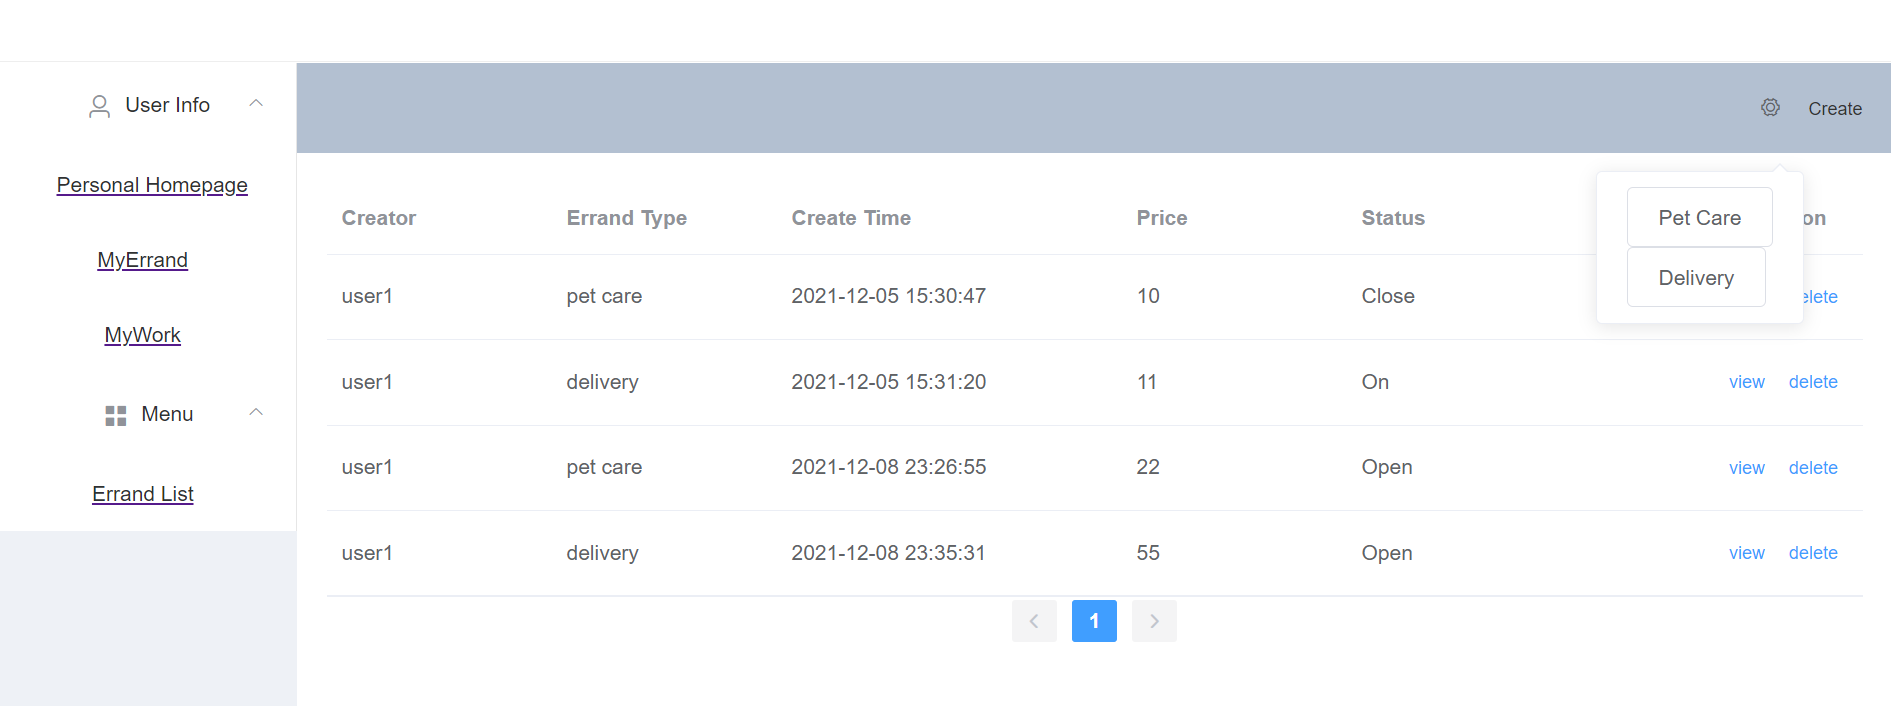 User Info
Create
Personal Homepage
MyErrand
MyWork
Menu
Errand List
Creator Errand Type Create Time Price Status
Pet Care
Delivery
user1 pet care 2021-12-05 15:30:47 10 Close
user1 delivery 2021-12-05 15:31:20 11 On view delete
user1 pet care 2021-12-08 23:26:55 22 Open view delete
user1 delivery 2021-12-08 23:35:31 55 Open view delete
1